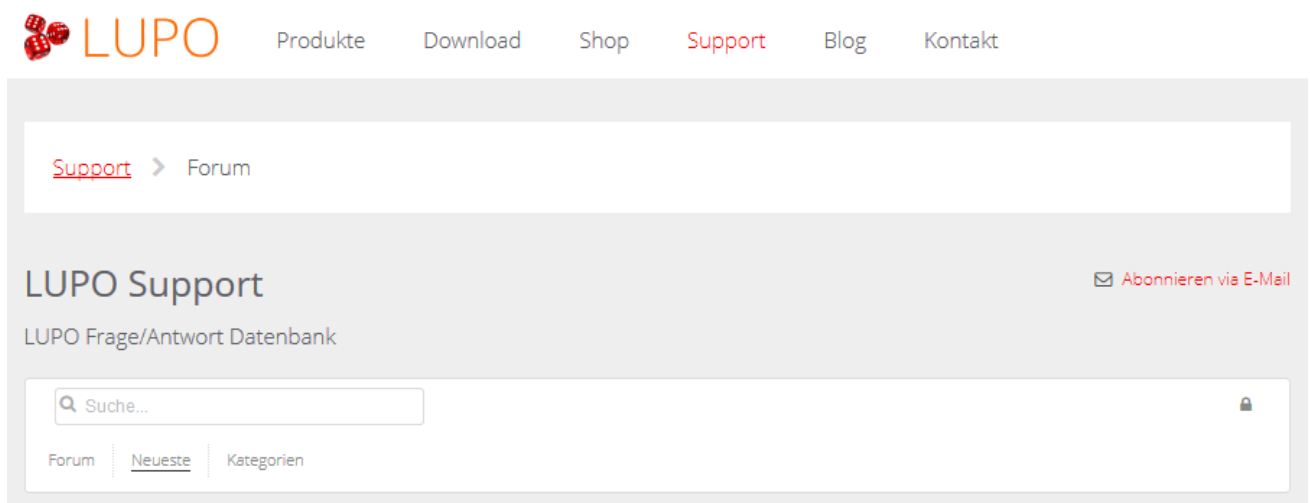 LUPO Produkte Download Shop Support Blog Kontakt
Support > Forum
LUPO Support
Abonnieren via E-Mail
LUPO Frage/Antwort Datenbank
Suche...
Forum Neueste Kategorien